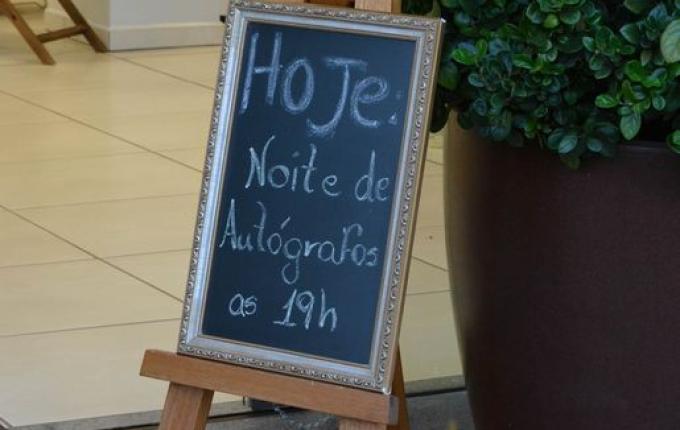 Hoje:
Noite de
Autógrafos
as 19h